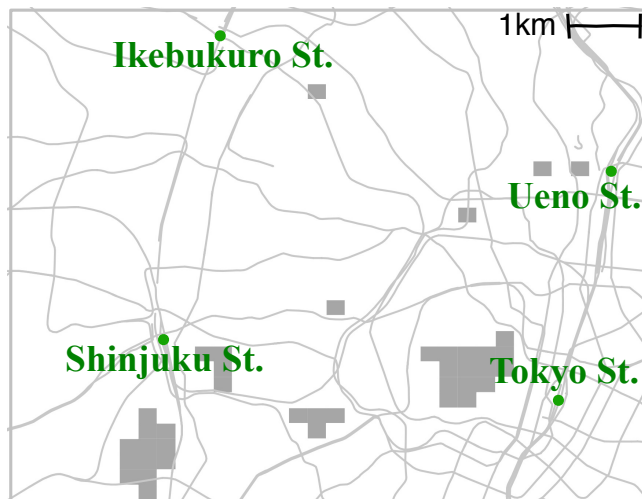 1km
Ikebukuro St.
Ueno St.
Shinjuku St.
Tokyo St.